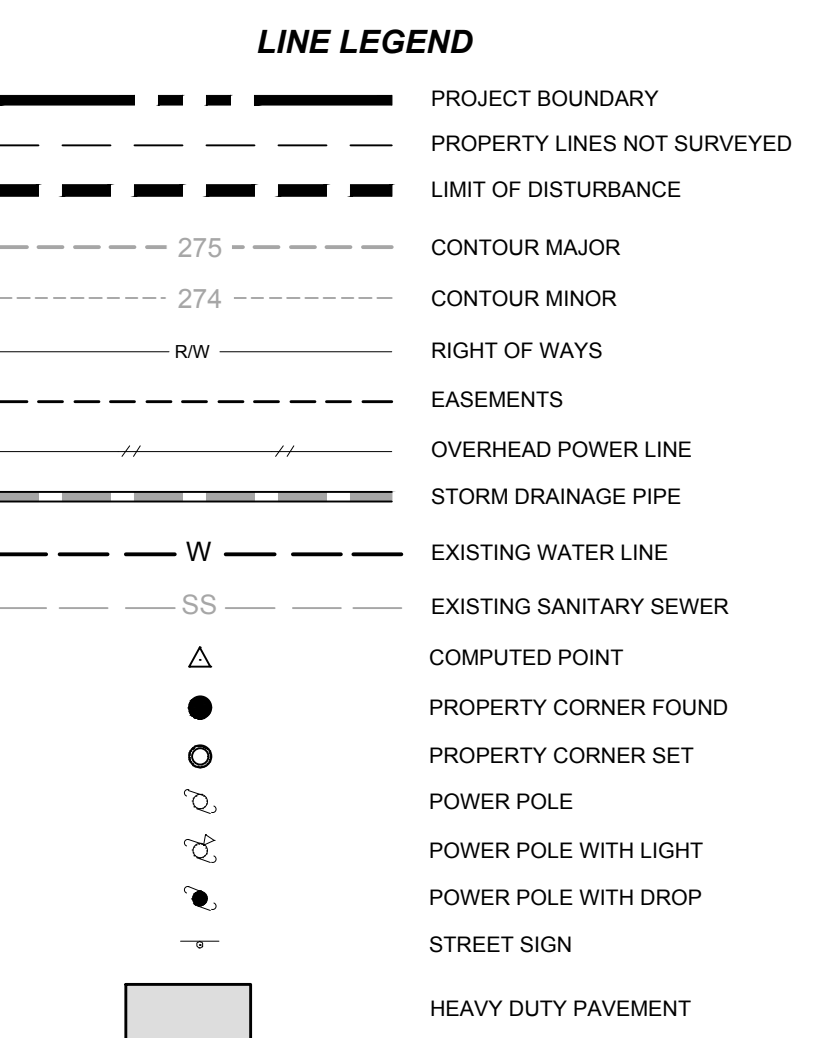 LINE LEGEND
PROJECT BOUNDARY
PROPERTY LINES NOT SURVEYED
LIMIT OF DISTURBANCE
275 CONTOUR MAJOR
274 CONTOUR MINOR
R/W RIGHT OF WAYS
EASEMENTS
OVERHEAD POWER LINE
STORM DRAINAGE PIPE
W EXISTING WATER LINE
SS EXISTING SANITARY SEWER
COMPUTED POINT
PROPERTY CORNER FOUND
PROPERTY CORNER SET
POWER POLE
POWER POLE WITH LIGHT
POWER POLE WITH DROP
STREET SIGN
HEAVY DUTY PAVEMENT